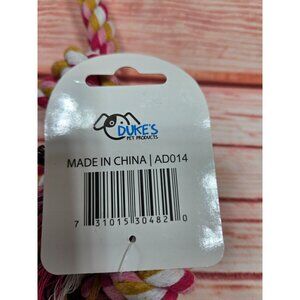 DUKE'S
PET PRODUCTS
MADE IN CHINA | AD014
7 31015 30482 0